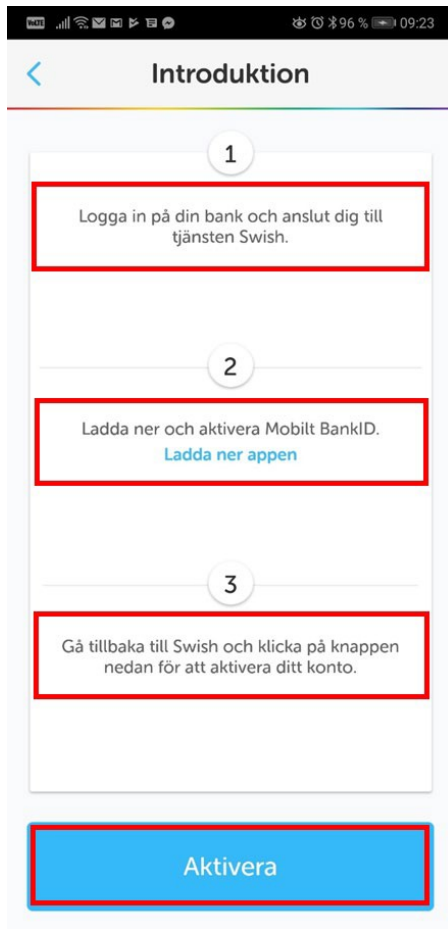 VoLTE 96 % 09:23
Introduktion
1
Logga in på din bank och anslut dig till
tjänsten Swish.
2
Ladda ner och aktivera Mobilt BankID.
Ladda ner appen
3
Gå tillbaka till Swish och klicka på knappen
nedan för att aktivera ditt konto.
Aktivera